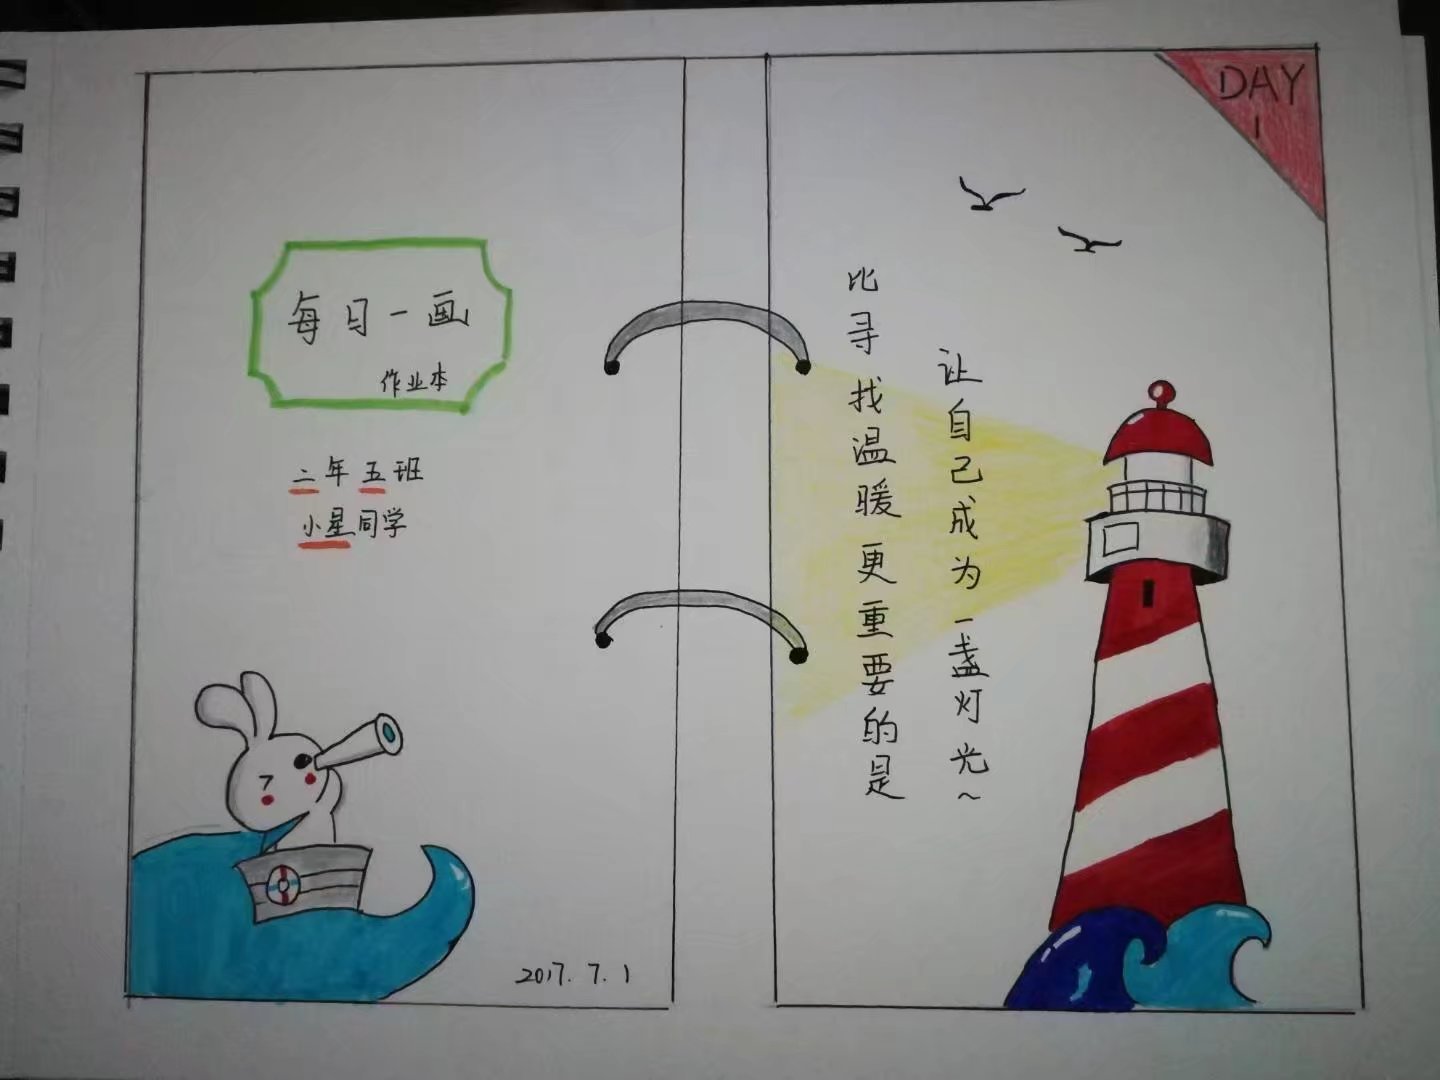 每日一画
作业本
二年五班
小星同学
2017.7.1
DAY
1
比寻找温暖更重要的是
让自己成为一盏灯光~